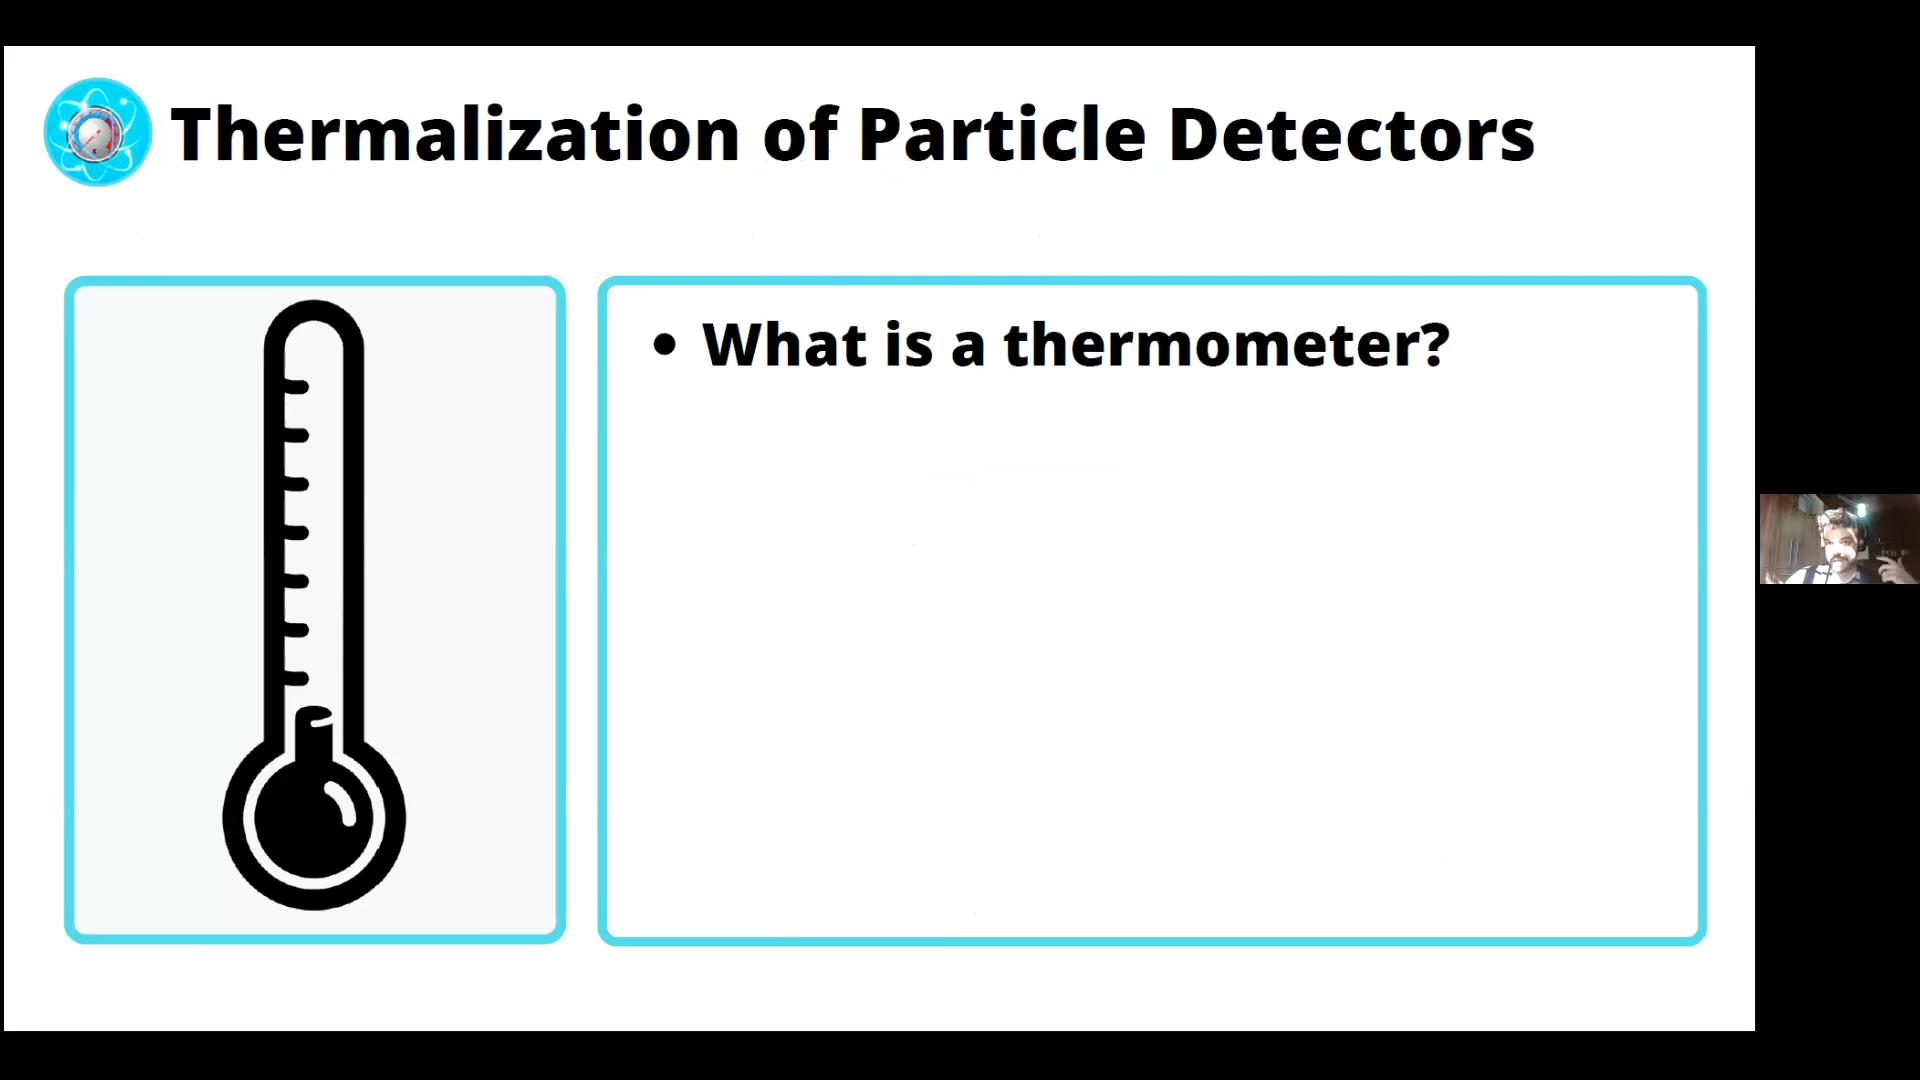 Thermalization of Particle Detectors
• What is a thermometer?